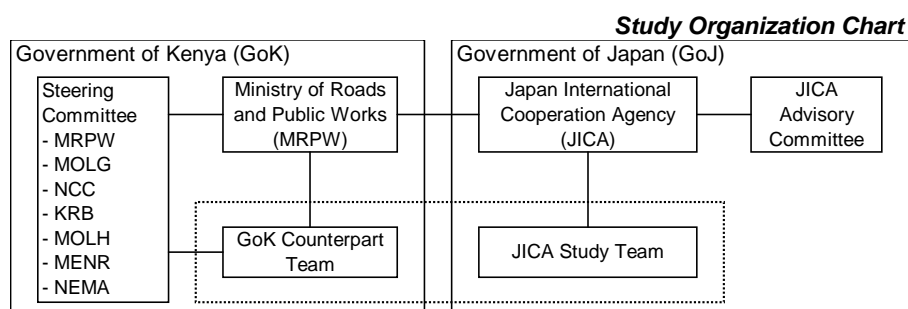 Study Organization Chart
Government of Kenya (GoK)
Government of Japan (GoJ)
Steering
Committee
- MRPW
- MOLG
- NCC
- KRB
- MOLH
- MENR
- NEMA
Ministry of Roads
and Public Works
(MRPW)
Japan International
Cooperation Agency
(JICA)
JICA
Advisory
Committee
GoK Counterpart
Team
JICA Study Team